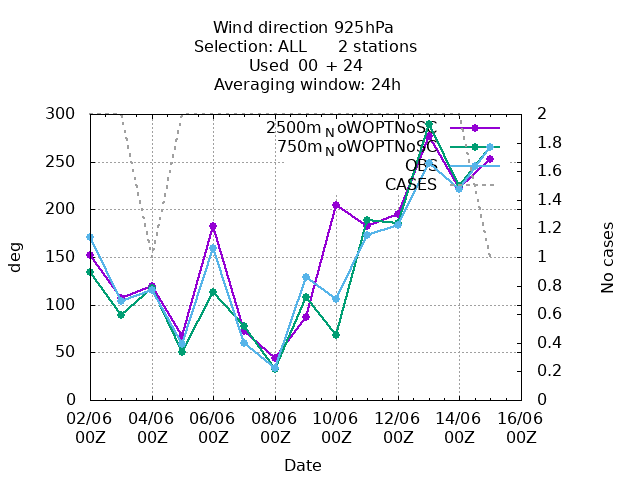 Wind direction 925hPa
Selection: ALL 2 stations
Used 00 + 24
Averaging window: 24h
300 2
2500m_NoWOPTNoSC
1.8
750m_NoWOPTNoSC
250 OBS 1.6
CASES 1.4
200
1.2
150 1
deg No cases
100 0.8
0.6
50 0.4
0.2
0 0
02/06 04/06 06/06 08/06 10/06 12/06 14/06 16/06
00Z 00Z 00Z 00Z 00Z 00Z 00Z 00Z
Date